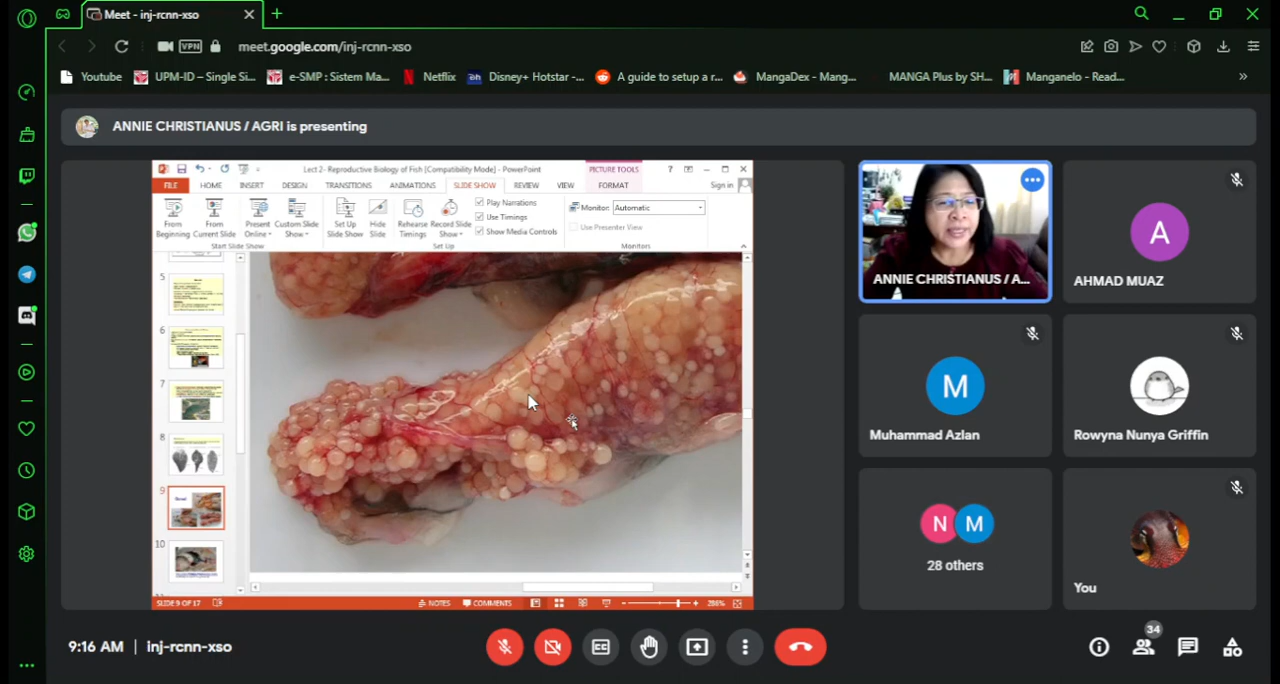 Meet - inj-rcnn-xso
VPN
meet.google.com/inj-rcnn-xso
Youtube
UPM-ID – Single Si...
e-SMP : Sistem Ma...
Netflix
Disney+ Hotstar -...
A guide to setup a r...
MangaDex - Mang...
MANGA Plus by SH...
Manganelo - Read...
ANNIE CHRISTIANUS / AGRI is presenting
Lect 2- Reproductive Biology of Fish [Compatibility Mode] - PowerPoint
PICTURE TOOLS
FILE
HOME
INSERT
DESIGN
TRANSITIONS
ANIMATIONS
SLIDE SHOW
REVIEW
VIEW
FORMAT
Sign in
From Beginning
From Current Slide
Present Online
Custom Slide Show
Start Slide Show
Set Up Slide Show
Hide Slide
Rehearse Timings
Record Slide Show
Set Up
Play Narrations
Use Timings
Show Media Controls
Monitor:
Automatic
Use Presenter View
Monitors
5
6
7
8
9
10
SLIDE 9 OF 17
NOTES
COMMENTS
286%
ANNIE CHRISTIANUS / A...
A
AHMAD MUAZ
M
Muhammad Azlan
Rowyna Nunya Griffin
N
M
28 others
You
9:16 AM | inj-rcnn-xso
CC
34